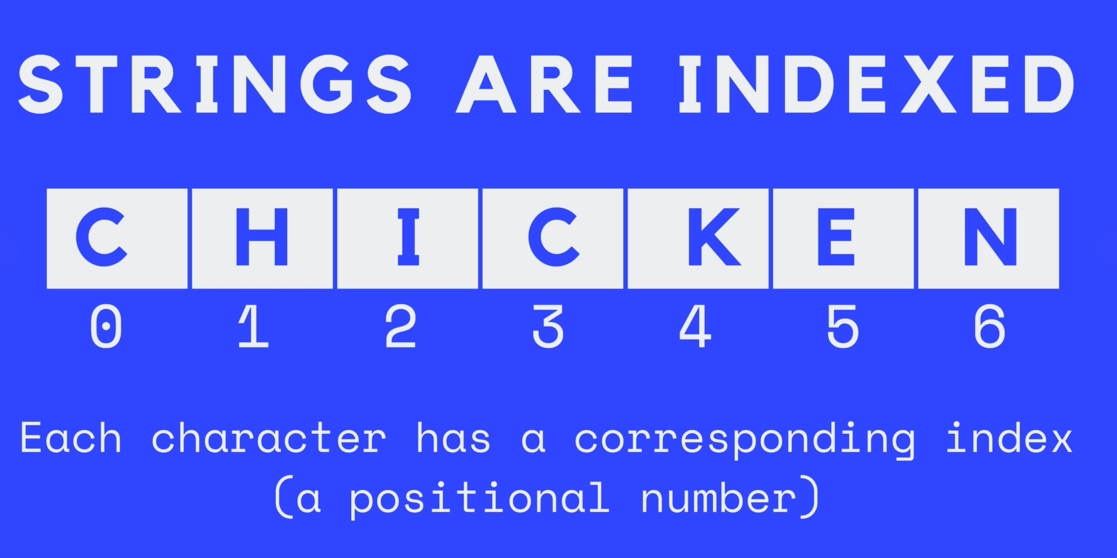 STRINGS ARE INDEXED
C H I C K E N
0 1 2 3 4 5 6
Each character has a corresponding index
(a positional number)